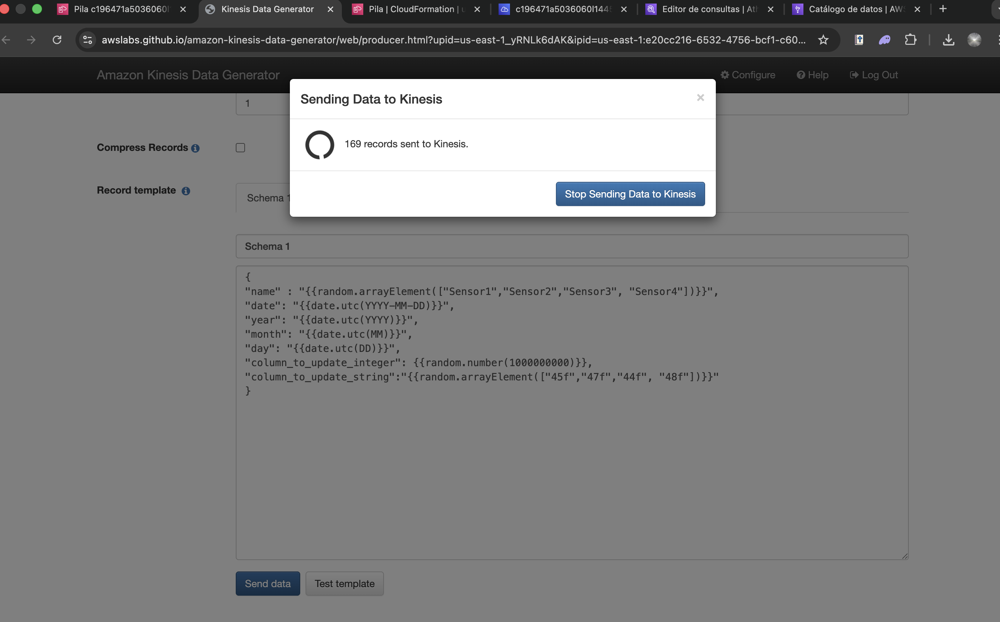 Pila c196471a5036060l
Kinesis Data Generator
Pila | CloudFormation | u
c196471a5036060l1445
Editor de consultas | Ath
Catálogo de datos | AWS
awslabs.github.io/amazon-kinesis-data-generator/web/producer.html?upid=us-east-1_yRNLk6dAK&ipid=us-east-1:e20cc216-6532-4756-bcf1-c60...
Amazon Kinesis Data Generator
Configure
Help
Log Out
Sending Data to Kinesis
×
1
169 records sent to Kinesis.
Compress Records
Stop Sending Data to Kinesis
Record template
Schema 1
Schema 1
{
"name" : "{{random.arrayElement(["Sensor1","Sensor2","Sensor3", "Sensor4"])}}",
"date": "{{date.utc(YYYY-MM-DD)}}",
"year": "{{date.utc(YYYY)}}",
"month": "{{date.utc(MM)}}",
"day": "{{date.utc(DD)}}",
"column_to_update_integer": {{random.number(1000000000)}},
"column_to_update_string":"{{random.arrayElement(["45f","47f","44f", "48f"])}}"
}
Send data
Test template